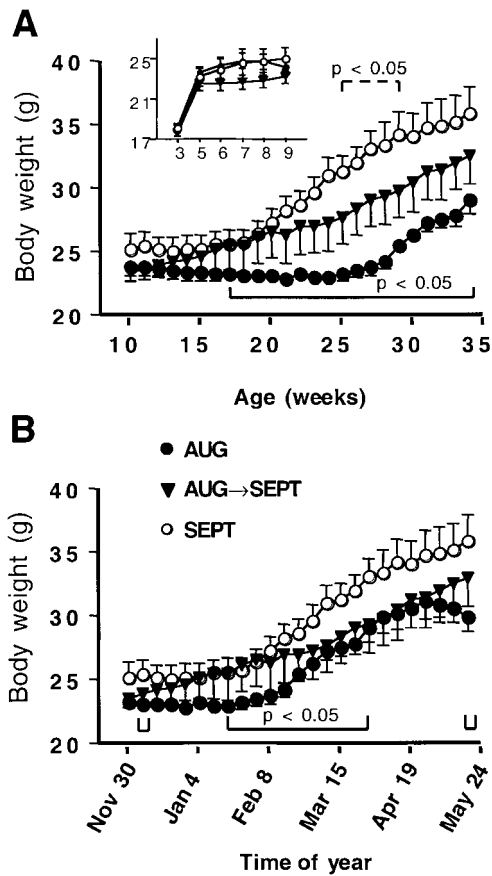 A
40
35
30
25
20
Body weight (g)
25
21
17
3 5 6 7 8 9
p < 0.05
p < 0.05
10 15 20 25 30 35
Age (weeks)
B
AUG
AUG→SEPT
SEPT
40
35
30
25
20
Body weight (g)
p < 0.05
Nov 30 Jan 4 Feb 8 Mar 15 Apr 19 May 24
Time of year